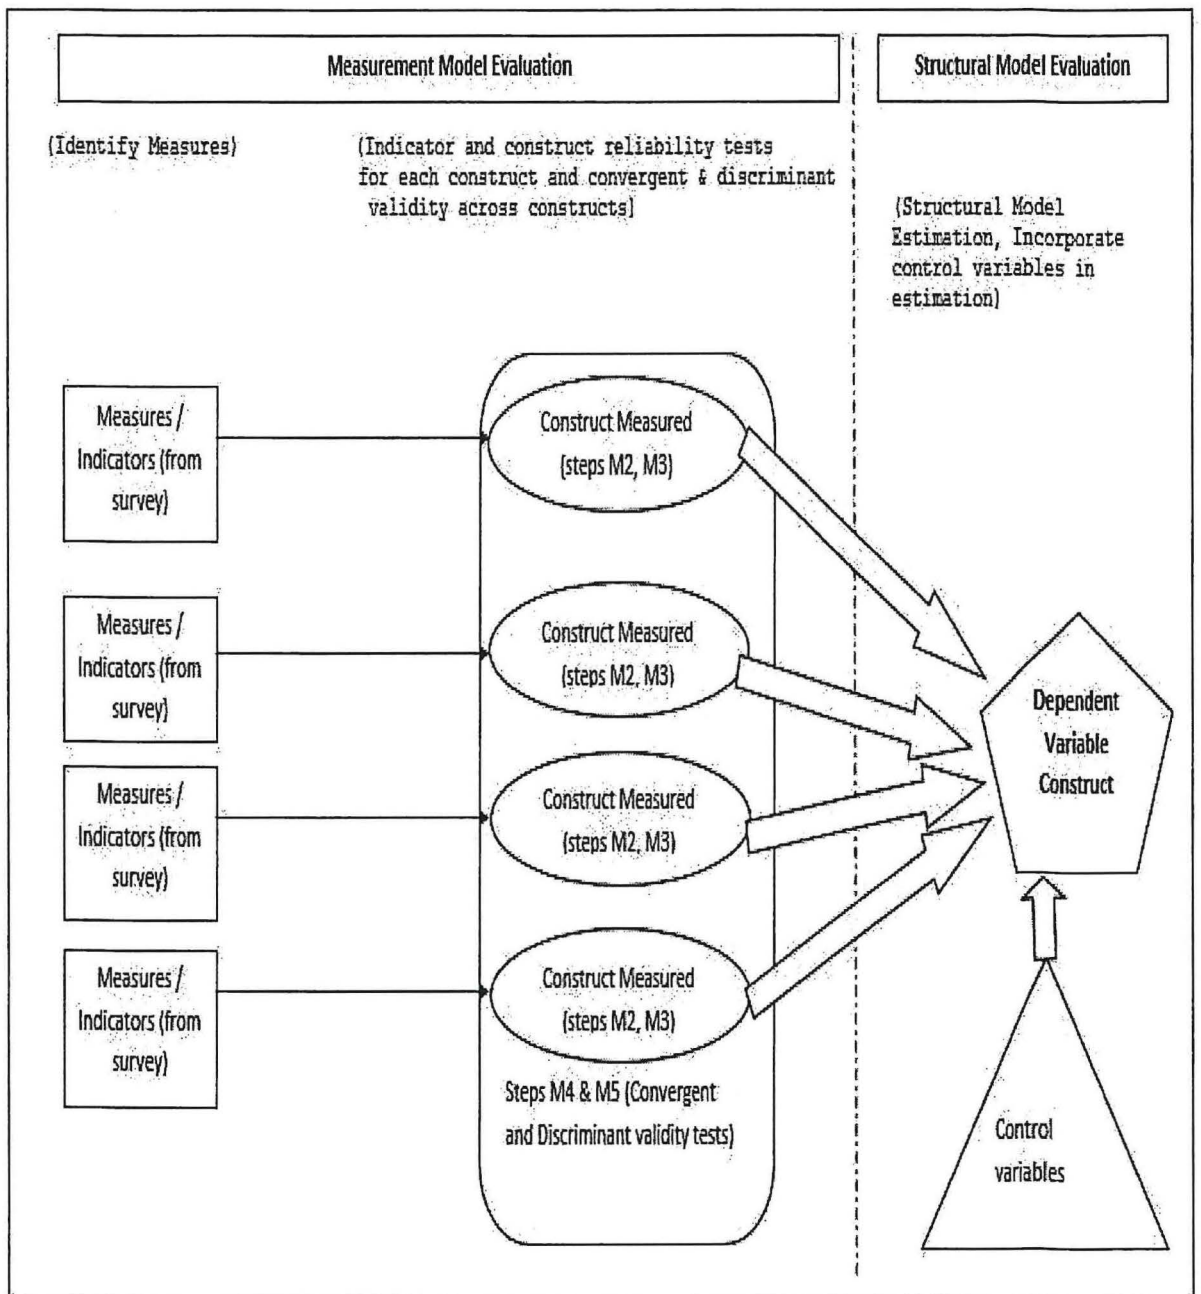 Measurement Model Evaluation
Structural Model Evaluation
(Identify Measures)
(Indicator and construct reliability tests
for each construct and convergent & discriminant
validity across constructs)
(Structural Model
Estimation, Incorporate
control variables in
estimation)
Measures /
Indicators (from
survey)
Construct Measured
(steps M2, M3)
Measures /
Indicators (from
survey)
Construct Measured
(steps M2, M3)
Dependent
Variable
Construct
Measures /
Indicators (from
survey)
Construct Measured
(steps M2, M3)
Measures /
Indicators (from
survey)
Construct Measured
(steps M2, M3)
Steps M4 & M5 (Convergent
and Discriminant validity tests)
Control
variables